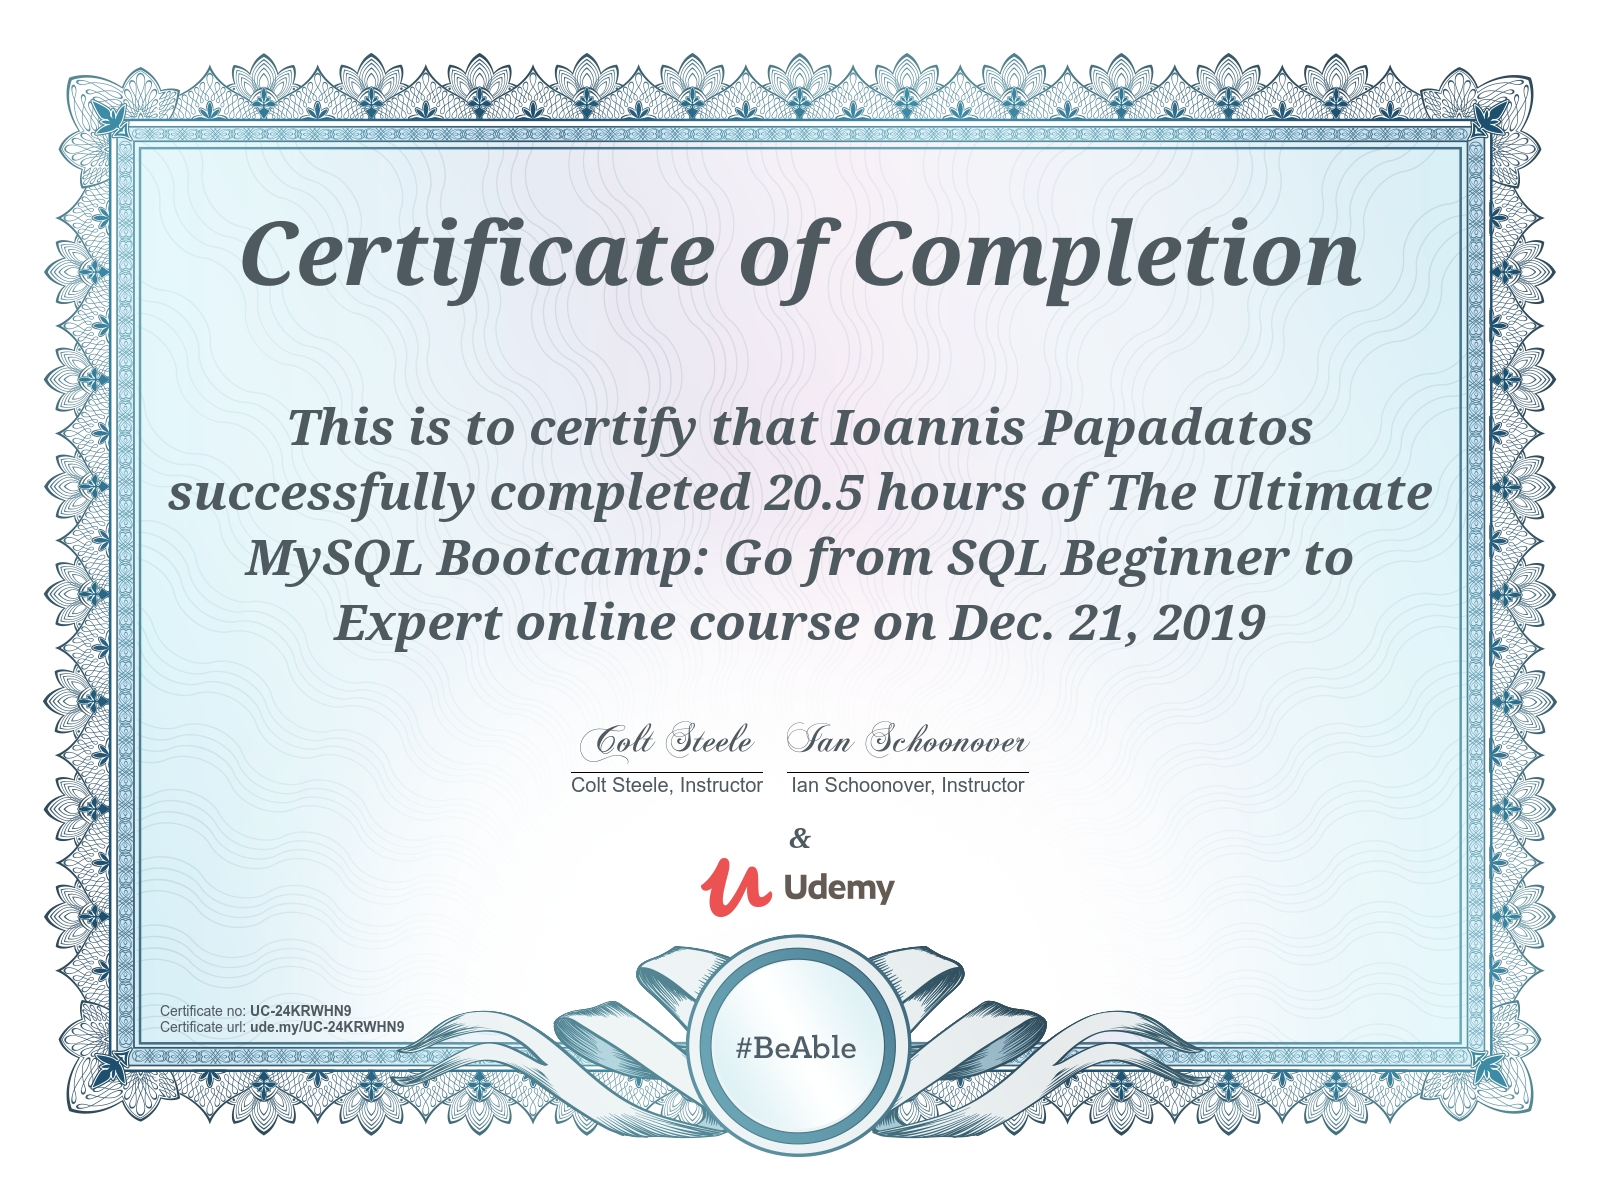 Certificate of Completion
This is to certify that Ioannis Papadatos
successfully completed 20.5 hours of The Ultimate
MySQL Bootcamp: Go from SQL Beginner to
Expert online course on Dec. 21, 2019
Colt Steele Ian Schoonover
Colt Steele, Instructor Ian Schoonover, Instructor
&
Udemy
Certificate no: UC-24KRWHN9
Certificate url: ude.my/UC-24KRWHN9
#BeAble